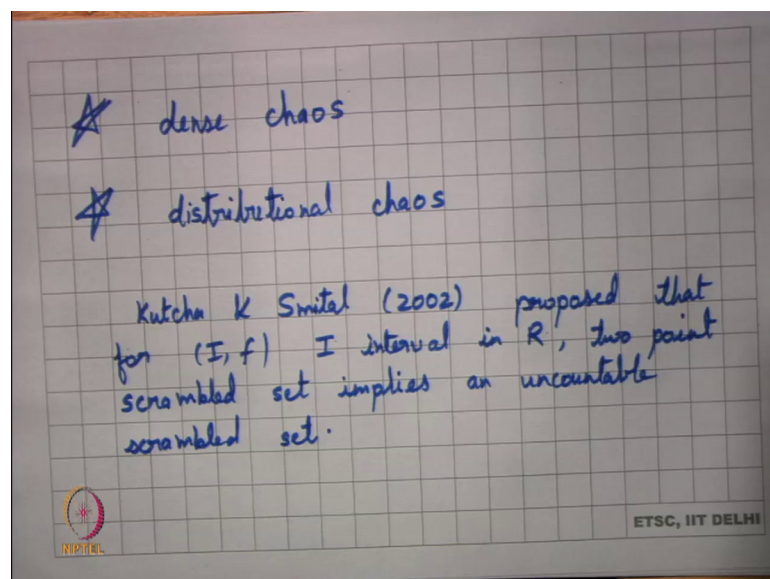 dense chaos
distributional chaos
Kutcha K Smital (2002) proposed that
for (I, f) I interval in R, two point
scrambled set implies an uncountable
scrambled set.
NPTEL
ETSC, IIT DELHI